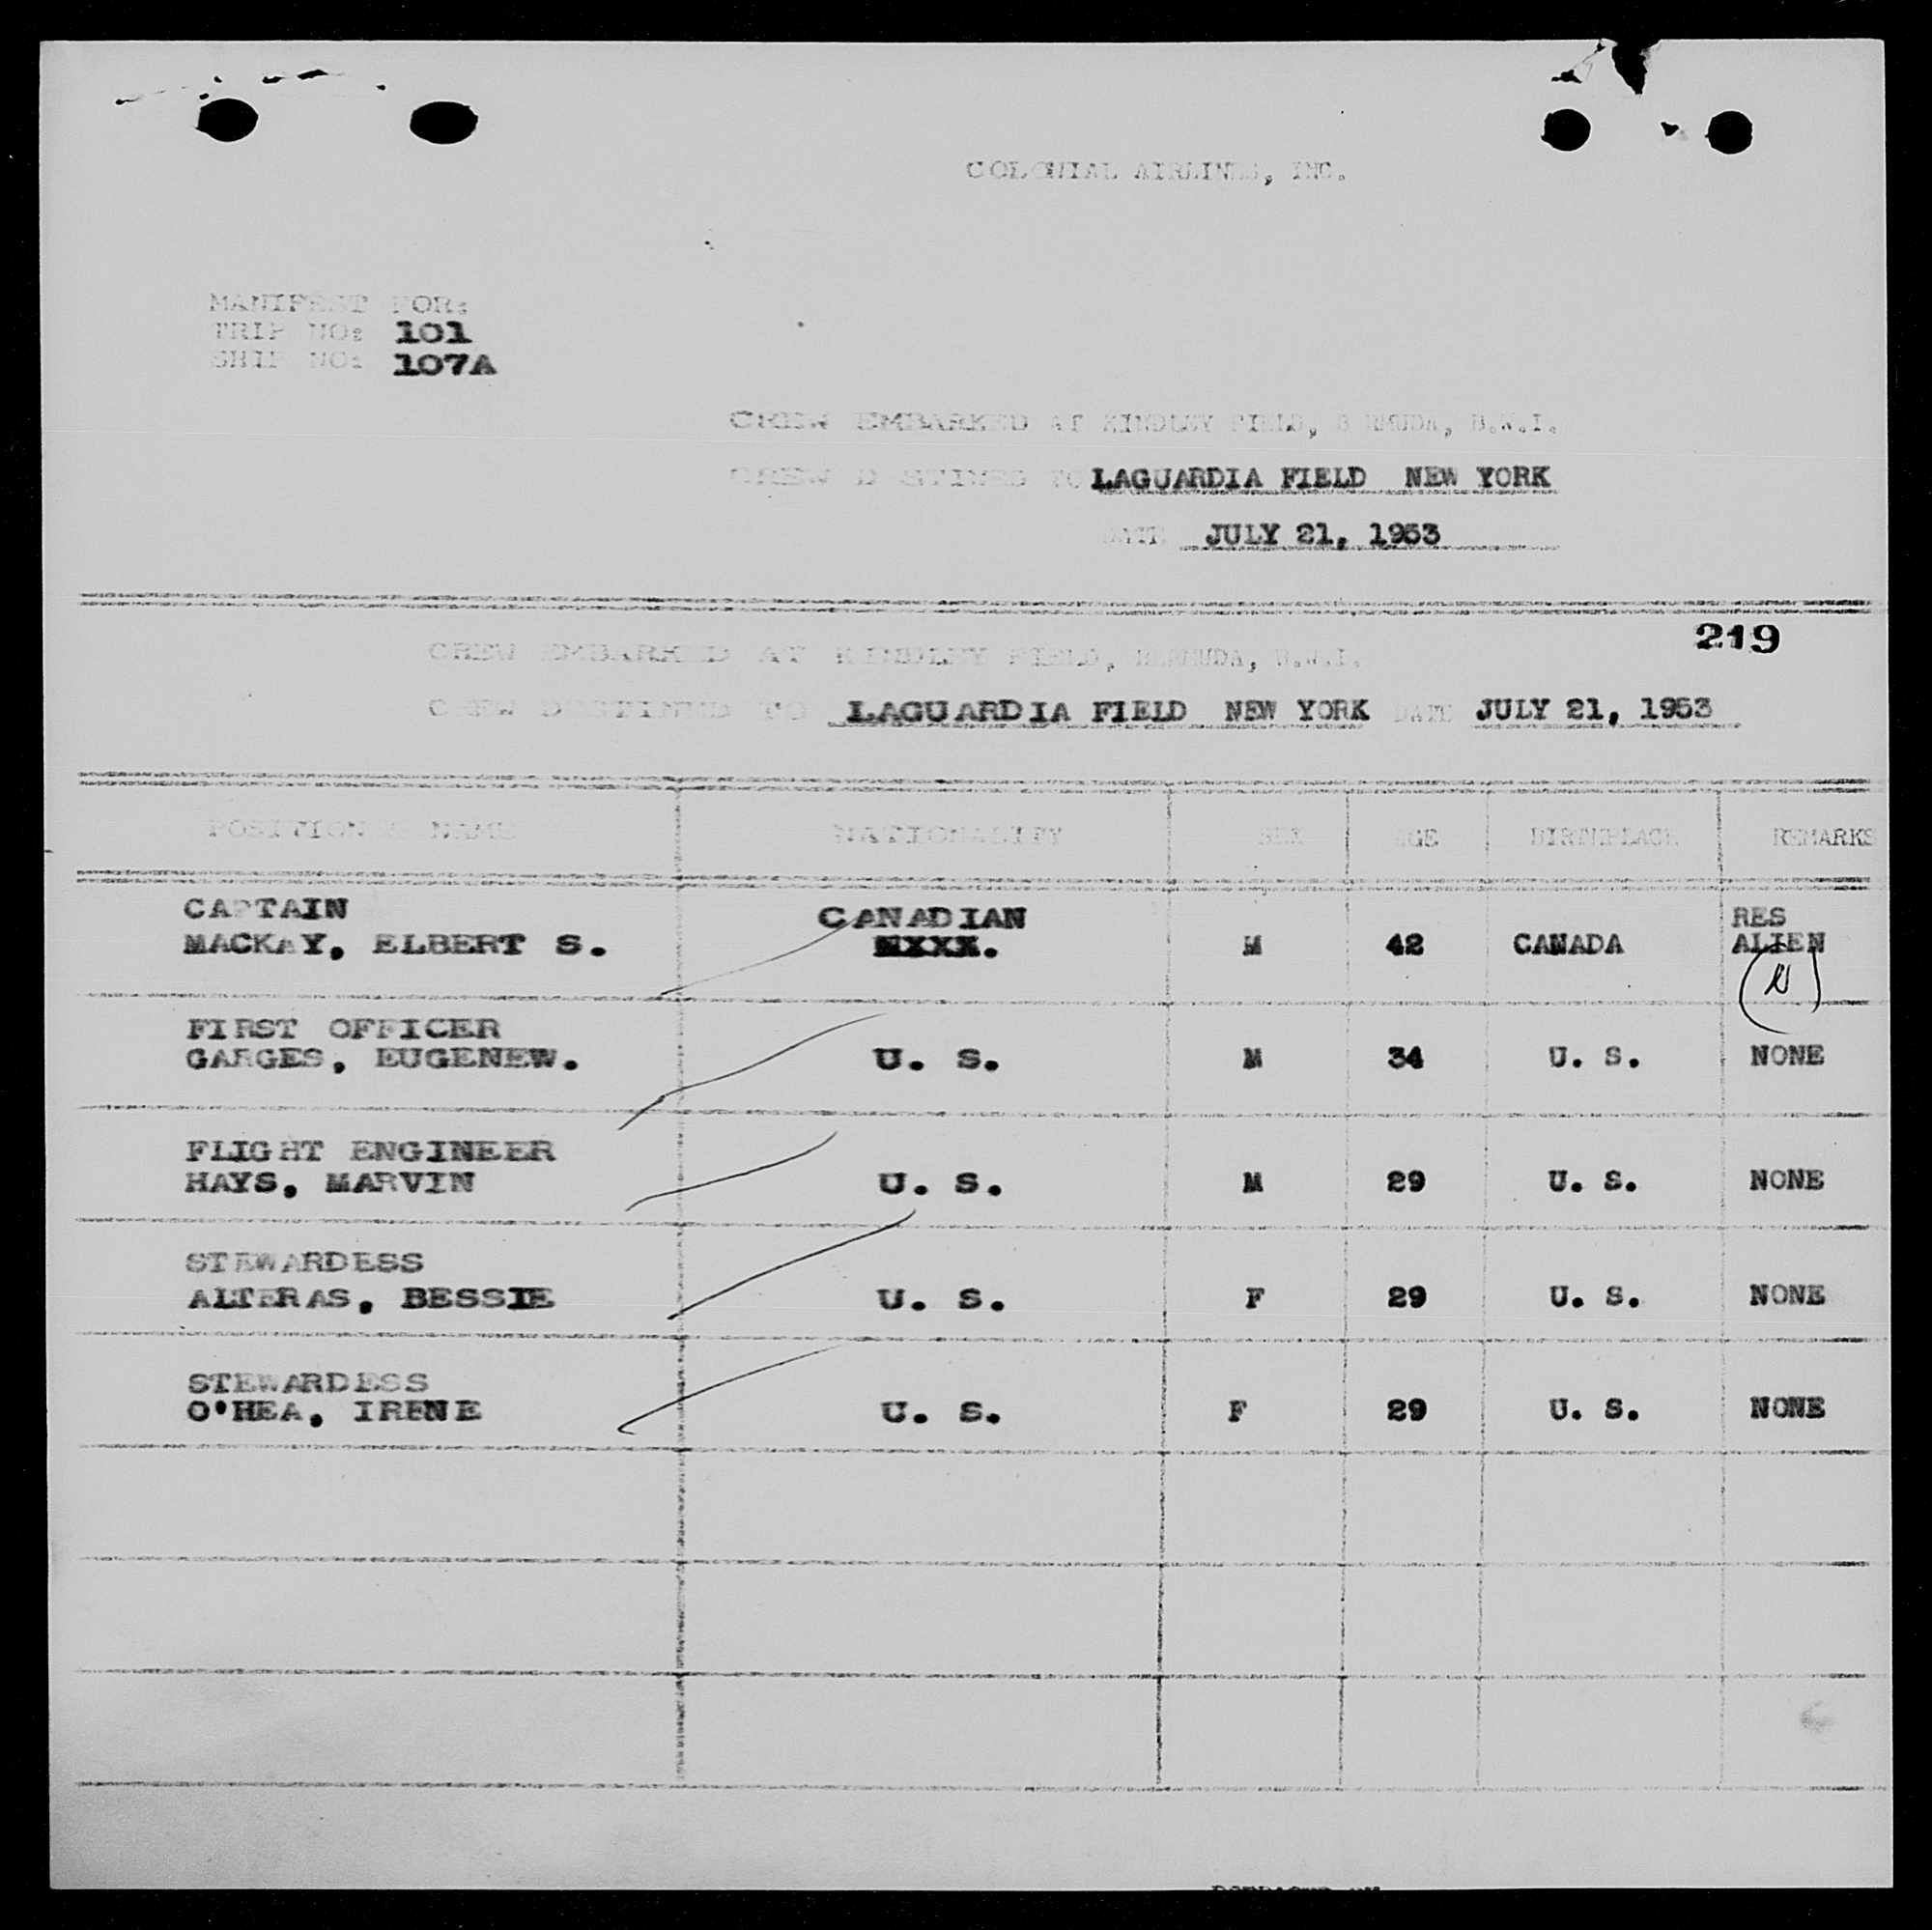 COLONIAL AIRLINES, INC.
MANIFEST FOR:
TRIP NO: 101
SHIP NO: 107A
CREW EMBARKED AT KINDLEY FIELD, BERMUDA, B.W.I.
CREW DESTINED TO LAGUARDIA FIELD NEW YORK
DATE JULY 21, 1953
219
CREW EMBARKED AT KINDLEY FIELD, BERMUDA, B.W.I.
CREW DESTINED TO LAGUARDIA FIELD NEW YORK DATE JULY 21, 1953
POSITION & NAME NATIONALITY SEX AGE BIRTHPLACE REMARKS
CAPTAIN CANADIAN RES
MACKAY, ELBERT S. M 42 CANADA ALIEN
FIRST OFFICER
GARGES, EUGENEW. U. S. M 34 U. S. NONE
FLIGHT ENGINEER
HAYS, MARVIN U. S. M 29 U. S. NONE
STEWARDESS
ALTERAS, BESSIE U. S. F 29 U. S. NONE
STEWARDESS
O'HEA, IRENE U. S. F 29 U. S. NONE